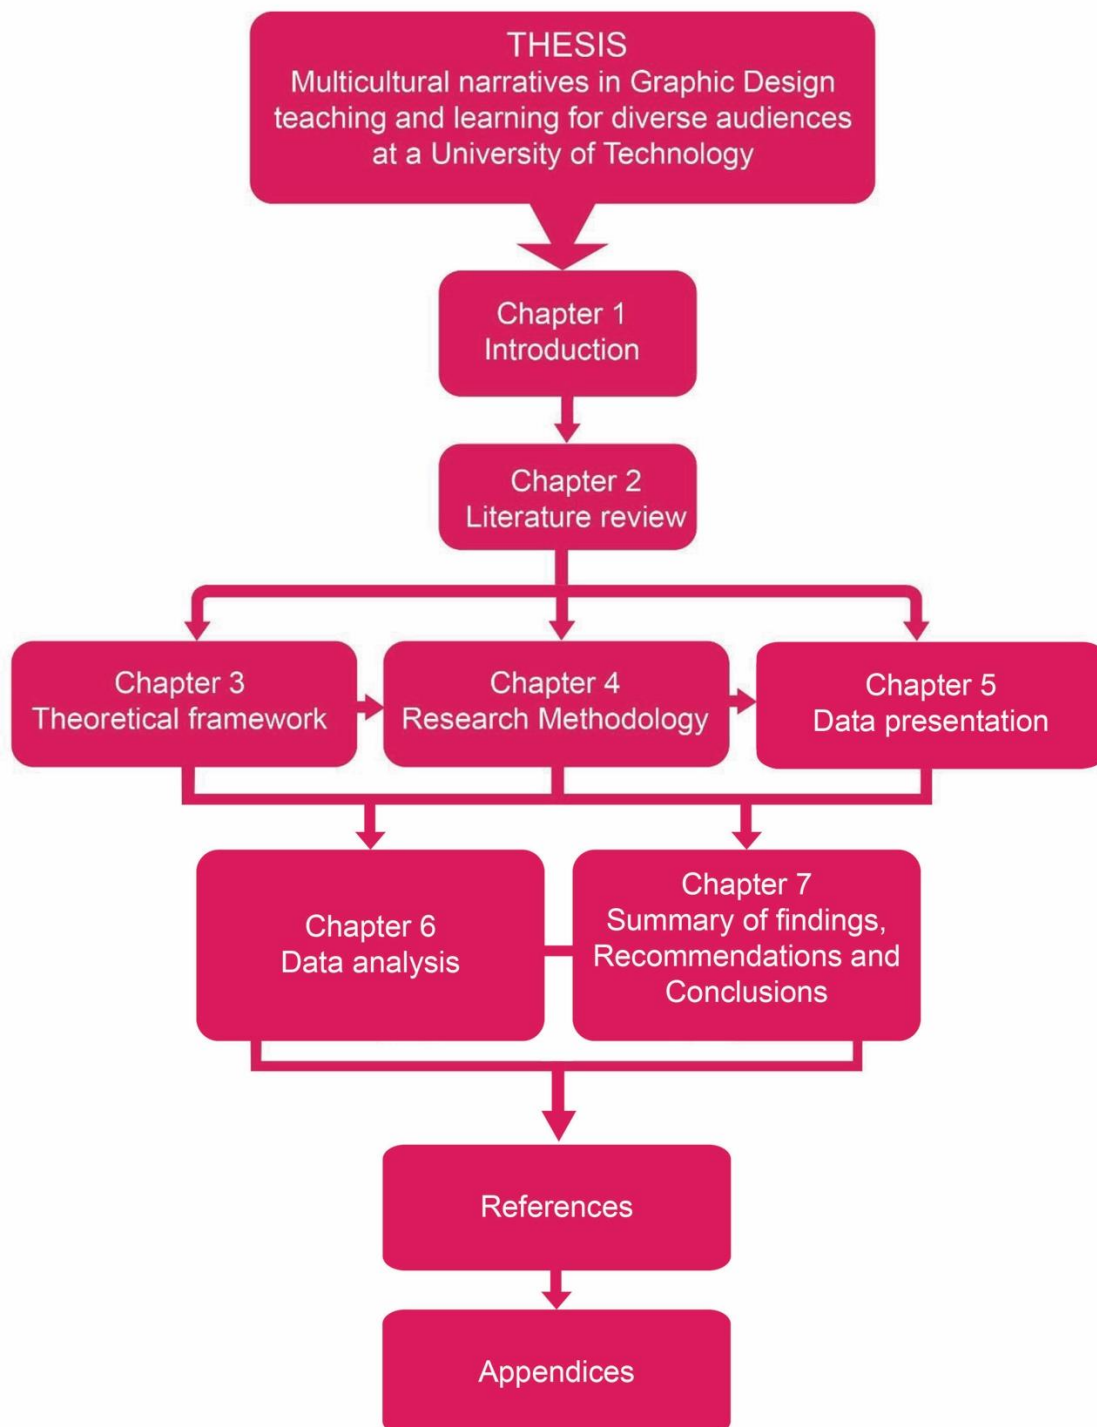 THESIS
Multicultural narratives in Graphic Design
teaching and learning for diverse audiences
at a University of Technology
Chapter 1
Introduction
Chapter 2
Literature review
Chapter 3
Theoretical framework
Chapter 4
Research Methodology
Chapter 5
Data presentation
Chapter 6
Data analysis
Chapter 7
Summary of findings,
Recommendations and
Conclusions
References
Appendices